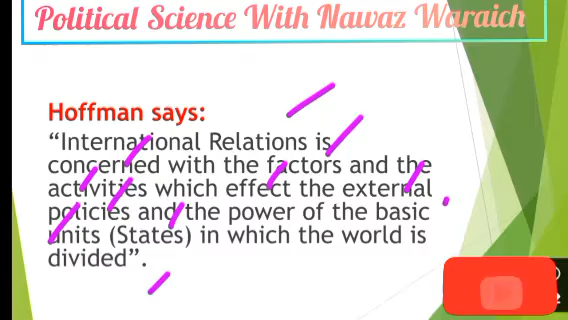 Political Science With Nawaz Waraich
Hoffman says:
“International Relations is
concerned with the factors and the
activities which effect the external
policies and the power of the basic
units (States) in which the world is
divided”.